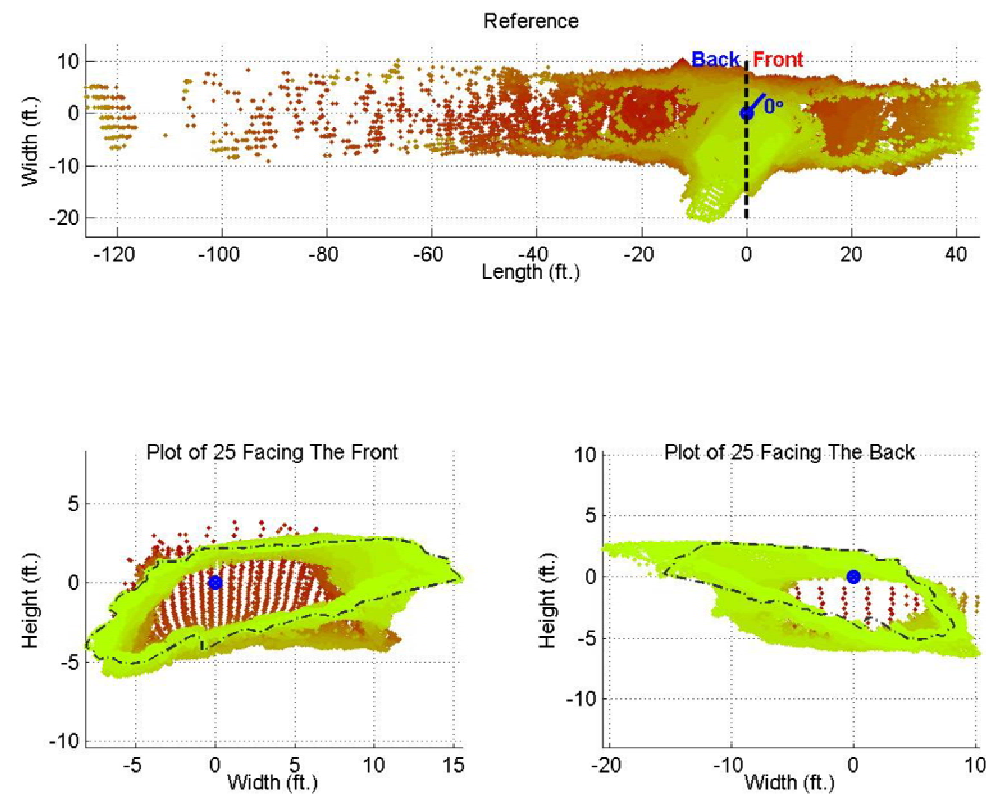 Reference
Back Front
0°
10
0
-10
-20
Width (ft.)
-120 -100 -80 -60 -40 -20 0 20 40
Length (ft.)
Plot of 25 Facing The Front
5
0
-5
-10
Height (ft.)
-5 0 5 10 15
Width (ft.)
Plot of 25 Facing The Back
10
5
0
-5
-10
Height (ft.)
-20 -10 0 10
Width (ft.)